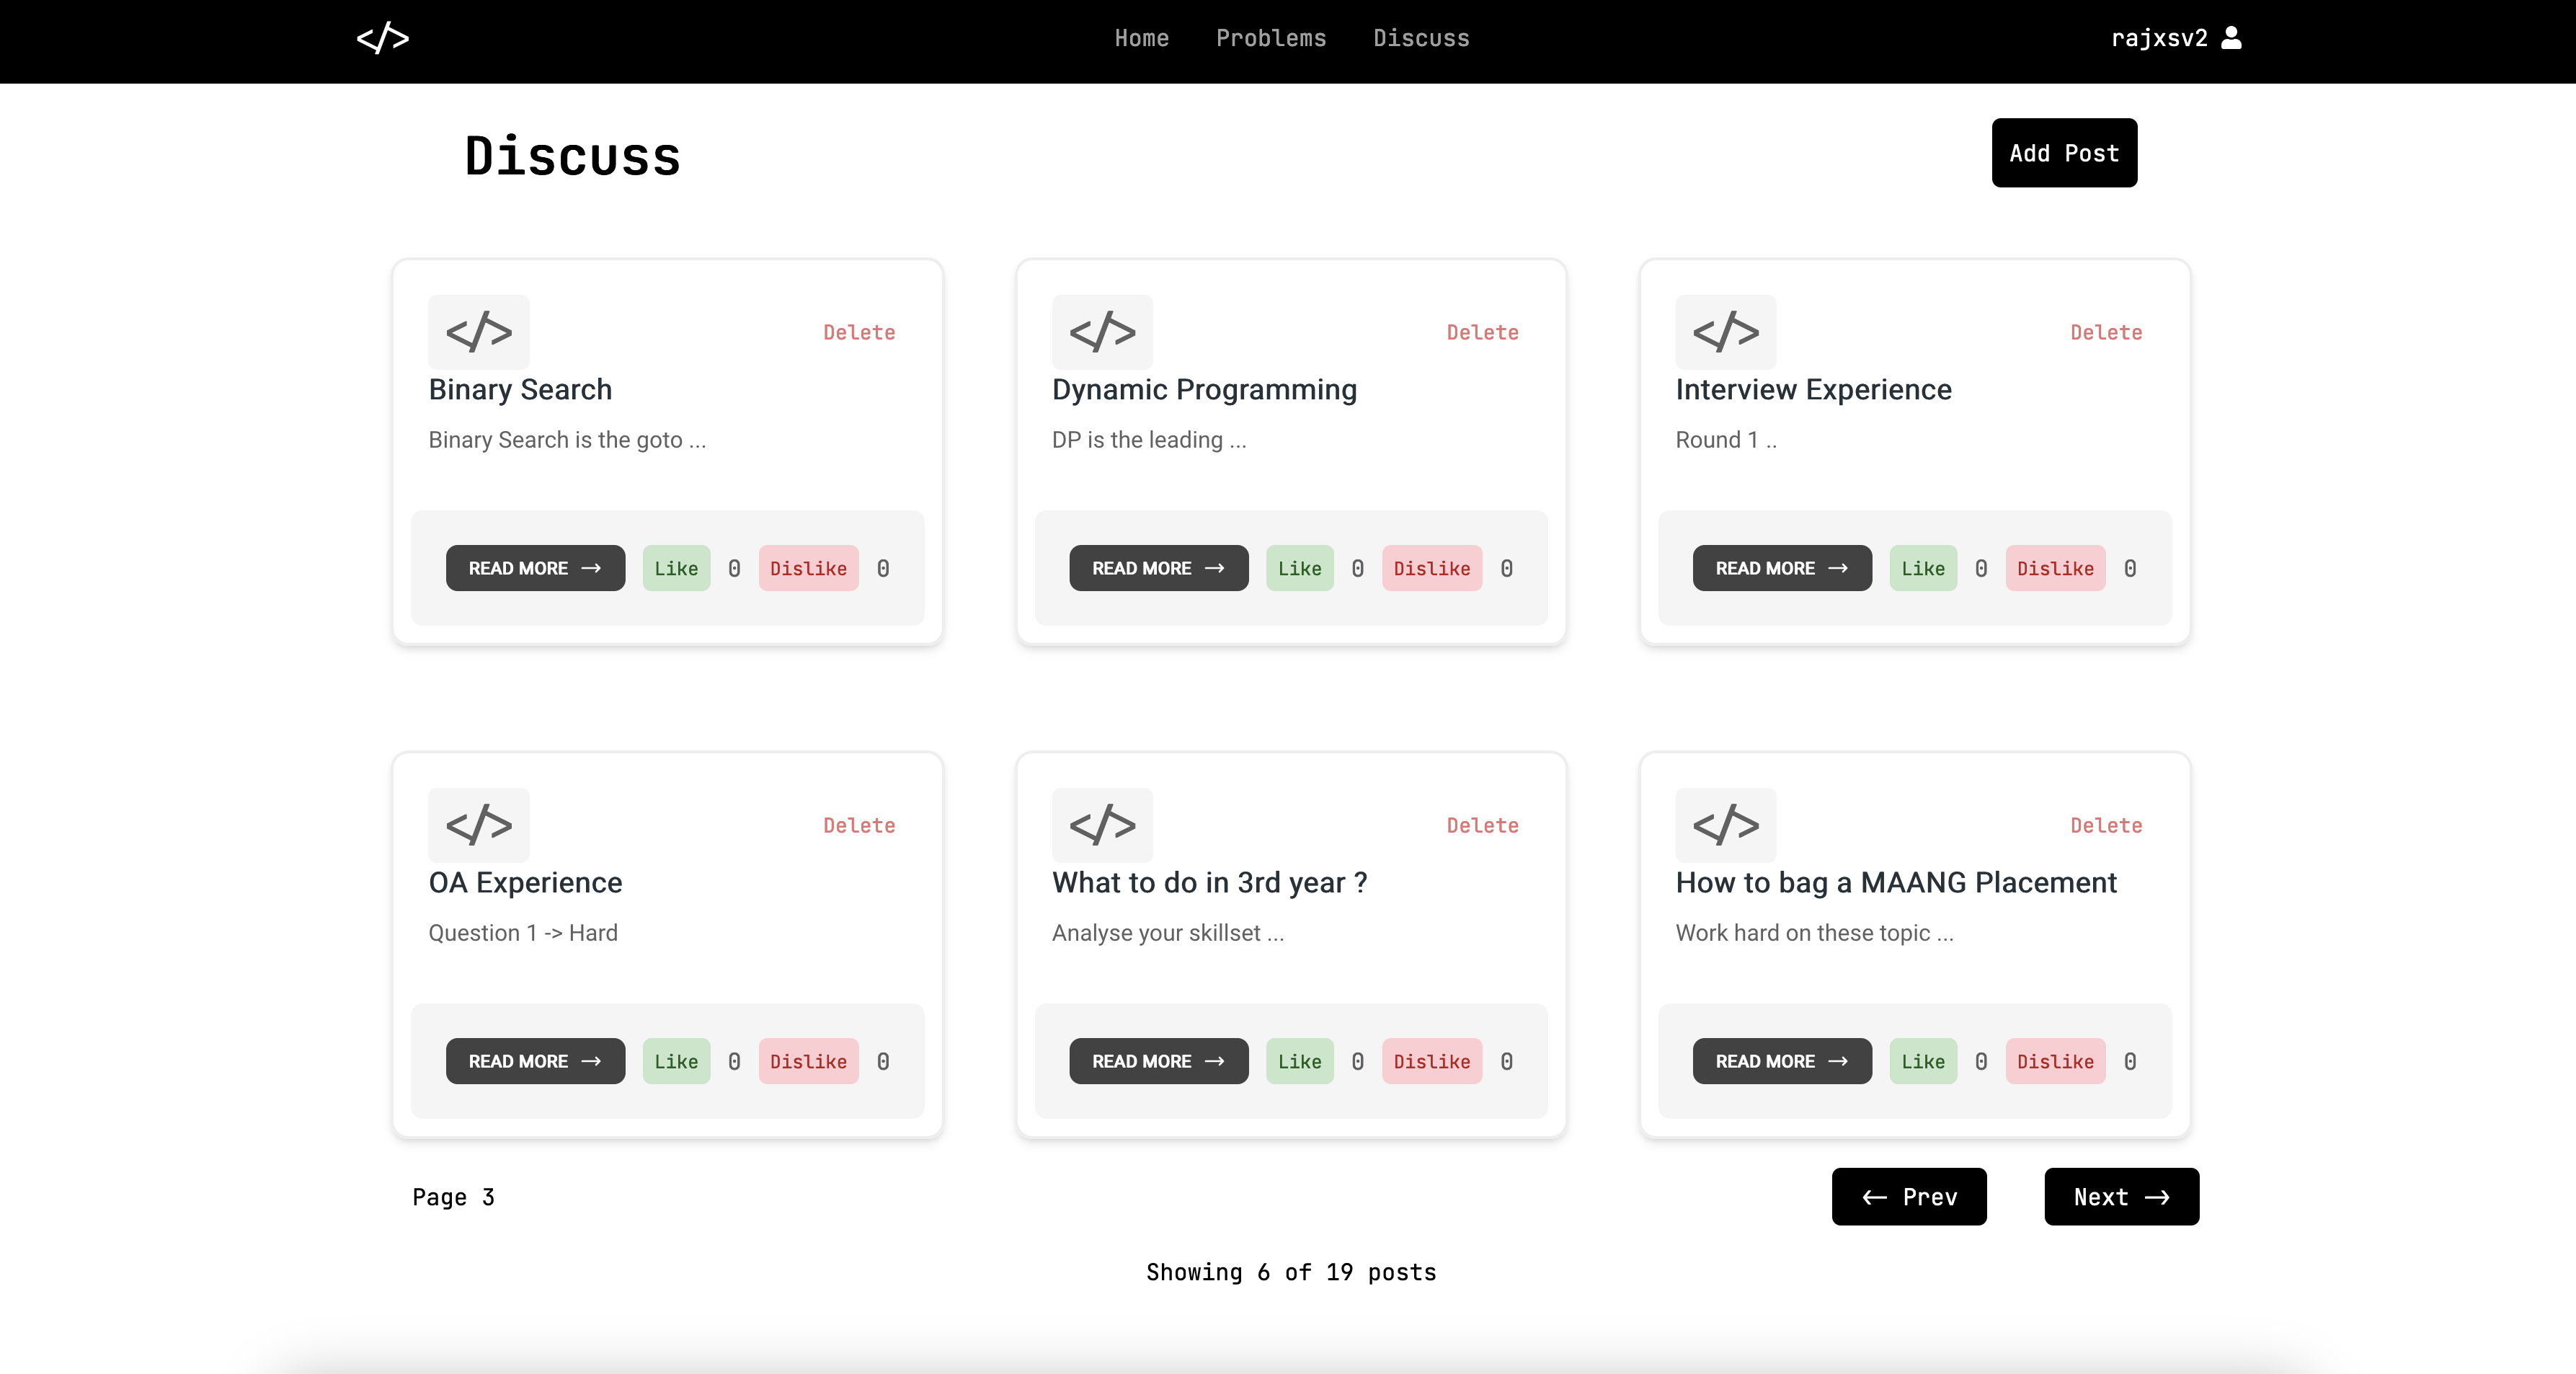 </> Home Problems Discuss rajxsv2
Discuss Add Post
</> Delete </> Delete </> Delete
Binary Search Dynamic Programming Interview Experience
Binary Search is the goto ... DP is the leading ... Round 1 ..
READ MORE → Like 0 Dislike 0 READ MORE → Like 0 Dislike 0 READ MORE → Like 0 Dislike 0
</> Delete </> Delete </> Delete
OA Experience What to do in 3rd year ? How to bag a MAANG Placement
Question 1 -> Hard Analyse your skillset ... Work hard on these topic ...
READ MORE → Like 0 Dislike 0 READ MORE → Like 0 Dislike 0 READ MORE → Like 0 Dislike 0
Page 3 ← Prev Next →
Showing 6 of 19 posts